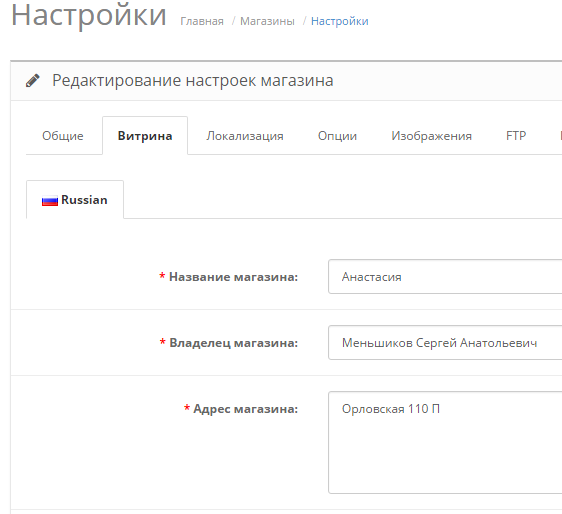 Настройки Главная / Магазины / Настройки
Редактирование настроек магазина
Общие Витрина Локализация Опции Изображения FTP
Russian
* Название магазина: Анастасия
* Владелец магазина: Меньшиков Сергей Анатольевич
* Адрес магазина: Орловская 110 П